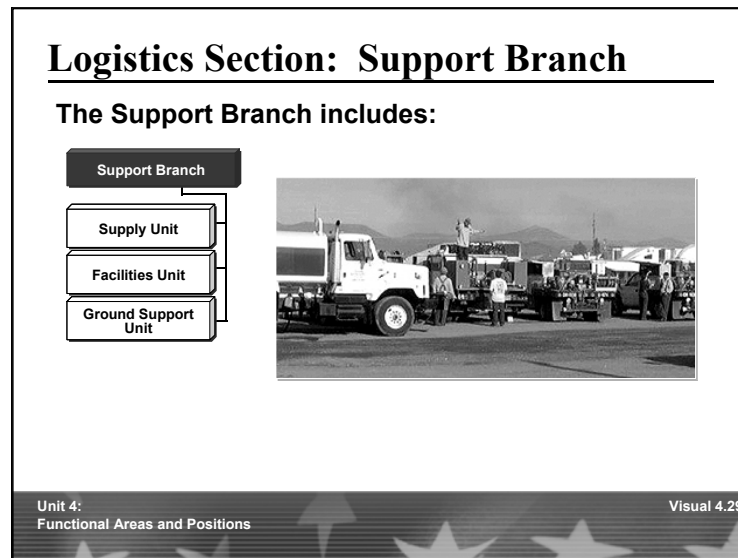 Logistics Section: Support Branch
The Support Branch includes:
Support Branch
Supply Unit
Facilities Unit
Ground Support
Unit
Unit 4:
Functional Areas and Positions
Visual 4.29